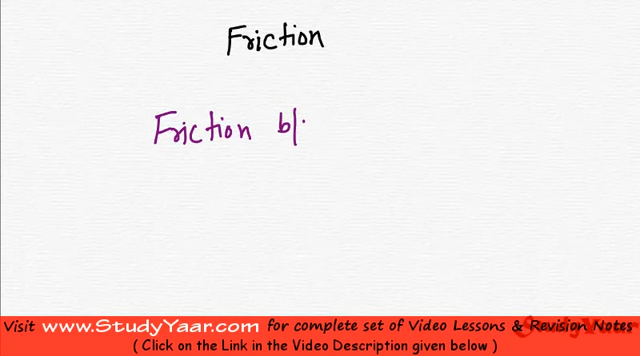 Friction
Friction b/
StudyYaar
Visit www.StudyYaar.com for complete set of Video Lessons & Revision Notes
( Click on the Link in the Video Description given below )